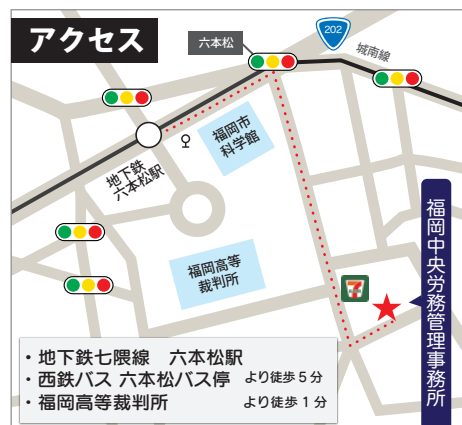 アクセス
六本松
202
城南線
福岡市
科学館
地下鉄
六本松駅
福岡高等
裁判所
7
福岡中央労務管理事務所
・地下鉄七隈線　六本松駅
・西鉄バス 六本松バス停 より徒歩５分
・福岡高等裁判所 より徒歩１分